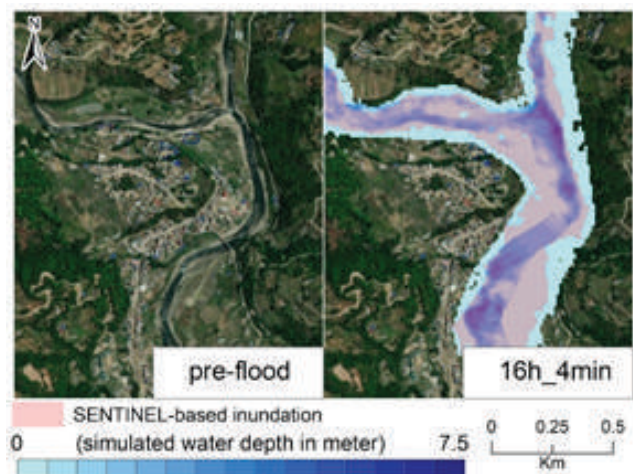 N
pre-flood
16h_4min
SENTINEL-based inundation
0 (simulated water depth in meter) 7.5
0 0.25 0.5
Km